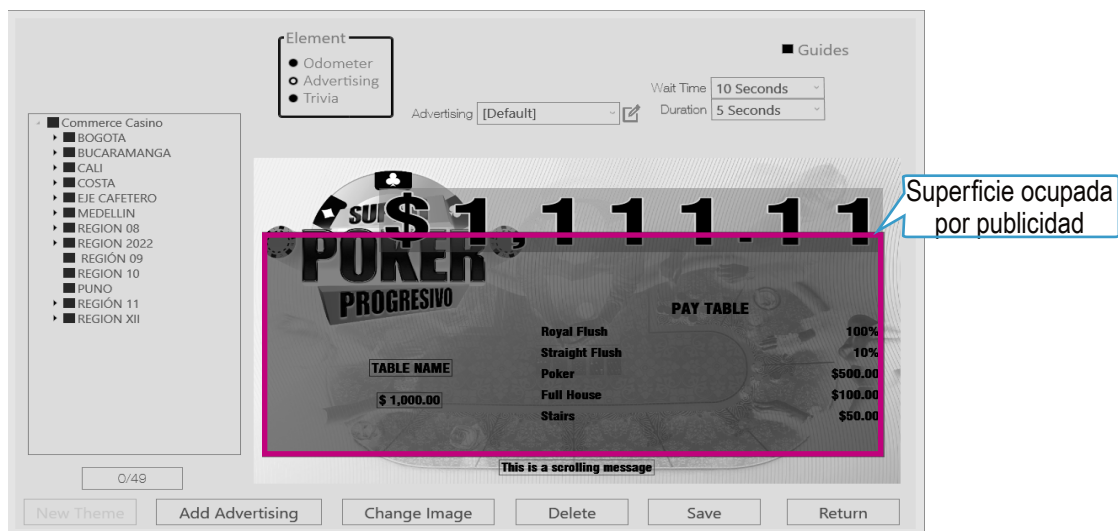 Element
Odometer
Advertising
Trivia
Guides
Wait Time 10 Seconds
Advertising [Default]
Duration 5 Seconds
Commerce Casino
BOGOTA
BUCARAMANGA
CALI
COSTA
EJE CAFETERO
MEDELLIN
REGION 08
REGION 2022
REGIÓN 09
REGION 10
PUNO
REGIÓN 11
REGION XII
0/49
$1,111.11
POKER
PROGRESIVO
PAY TABLE
Royal Flush 100%
Straight Flush 10%
Poker $500.00
Full House $100.00
Stairs $50.00
TABLE NAME
$ 1,000.00
This is a scrolling message
Superficie ocupada
por publicidad
New Theme
Add Advertising
Change Image
Delete
Save
Return